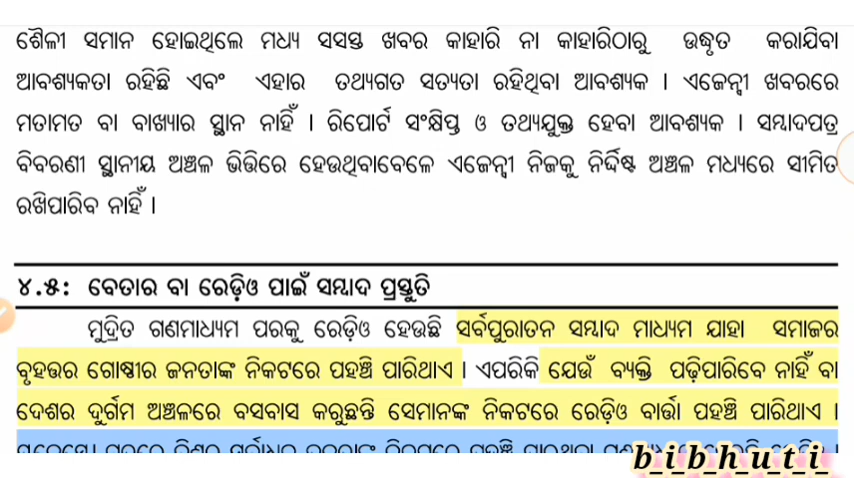 ଶୈଳୀ ସମାନ ହୋଇଥିଲେ ମଧ୍ୟ ସମସ୍ତ ଖବର କାହାରି ନା କାହାରିଠାରୁ ଉଦ୍ଧୃତ କରାଯିବା
ଆବଶ୍ୟକତା ରହିଛି ଏବଂ ଏହାର ତଥ୍ୟଗତ ସତ୍ୟତା ରହିଥିବା ଆବଶ୍ୟକ । ଏଜେନ୍ସୀ ଖବରରେ
ମତାମତ ବା ବାଖ୍ୟାର ସ୍ଥାନ ନାହିଁ । ରିପୋର୍ଟ ସଂକ୍ଷିପ୍ତ ଓ ତଥ୍ୟଯୁକ୍ତ ହେବା ଆବଶ୍ୟକ । ସମ୍ବାଦପତ୍ର
ବିବରଣୀ ସ୍ଥାନୀୟ ଅଞ୍ଚଳ ଭିତ୍ତିରେ ହେଉଥିବାବେଳେ ଏଜେନ୍ସୀ ନିଜକୁ ନିର୍ଦ୍ଦିଷ୍ଟ ଅଞ୍ଚଳ ମଧ୍ୟରେ ସୀମିତ
ରଖିପାରିବ ନାହିଁ ।
୪.୫: ବେତାର ବା ରେଡ଼ିଓ ପାଇଁ ସମ୍ବାଦ ପ୍ରସ୍ତୁତି
ମୁଦ୍ରିତ ଗଣମାଧ୍ୟମ ପରକୁ ରେଡ଼ିଓ ହେଉଛି ସର୍ବପୁରାତନ ସମ୍ବାଦ ମାଧ୍ୟମ ଯାହା ସମାଜର
ବୃହତ୍ତର ଗୋଷ୍ଠୀର ଜନତାଙ୍କ ନିକଟରେ ପହଞ୍ଚି ପାରିଥାଏ । ଏପରିକି ଯେଉଁ ବ୍ୟକ୍ତି ପଢ଼ିପାରିବେ ନାହିଁ ବା
ଦେଶର ଦୁର୍ଗମ ଅଞ୍ଚଳରେ ବସବାସ କରୁଛନ୍ତି ସେମାନଙ୍କ ନିକଟରେ ରେଡ଼ିଓ ବାର୍ତ୍ତା ପହଞ୍ଚି ପାରିଥାଏ ।
b_i_b_h_u_t_i_